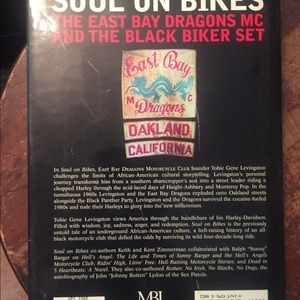 SOUL ON BIKES
THE EAST BAY DRAGONS MC
AND THE BLACK BIKER SET
East Bay
M C
Dragons
OAKLAND,
CALIFORNIA
In Soul on Bikes, East Bay Dragons Motorcycle Club founder Tobie Gene Levingston
challenges the limits of African-American cultural storytelling. Levingston's personal
journey transforms him from a southern sharecropper's son into a street leader riding a
chopped Harley through the acid-laced days of Haight-Ashbury and Monterey Pop. In the
tumultuous 1960s Levingston and the East Bay Dragons exploded onto Oakland streets
alongside the Black Panther Party. Levingston and the Dragons survived the cocaine-fueled
1980s and rode their Harleys to glory into the new millennium.
Tobie Gene Levingston views America through the handlebars of his Harley-Davidson.
Filled with wisdom, joy, sadness, anger, and redemption, Soul on Bikes is the previously
untold tale of an underground African-American culture, a hell-raising history of an all-
black motorcycle club that defied the odds by surviving its wild four-decade-long ride.
Soul on Bikes co-authors Keith and Kent Zimmerman collaborated with Ralph "Sonny"
Barger on Hell's Angel: The Life and Times of Sonny Barger and the Hell's Angels
Motorcycle Club; Ridin' High, Livin' Free: Hell-Raising Motorcycle Stories; and Dead in
5 Heartbeats: A Novel. They also co-authored Rotten: No Irish, No Blacks, No Dogs, the
autobiography of John "Johnny Rotten" Lydon of the Sex Pistols.
MBI